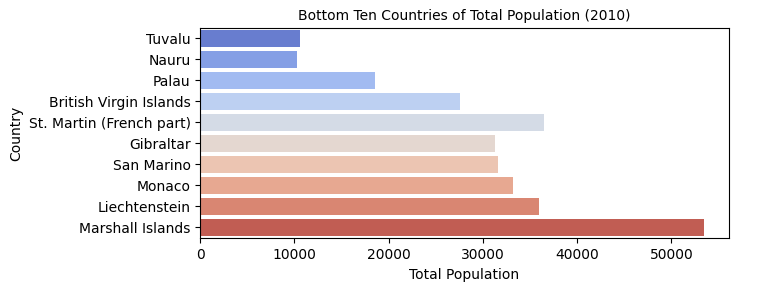 Bottom Ten Countries of Total Population (2010)
Country
Tuvalu
Nauru
Palau
British Virgin Islands
St. Martin (French part)
Gibraltar
San Marino
Monaco
Liechtenstein
Marshall Islands
0 10000 20000 30000 40000 50000
Total Population